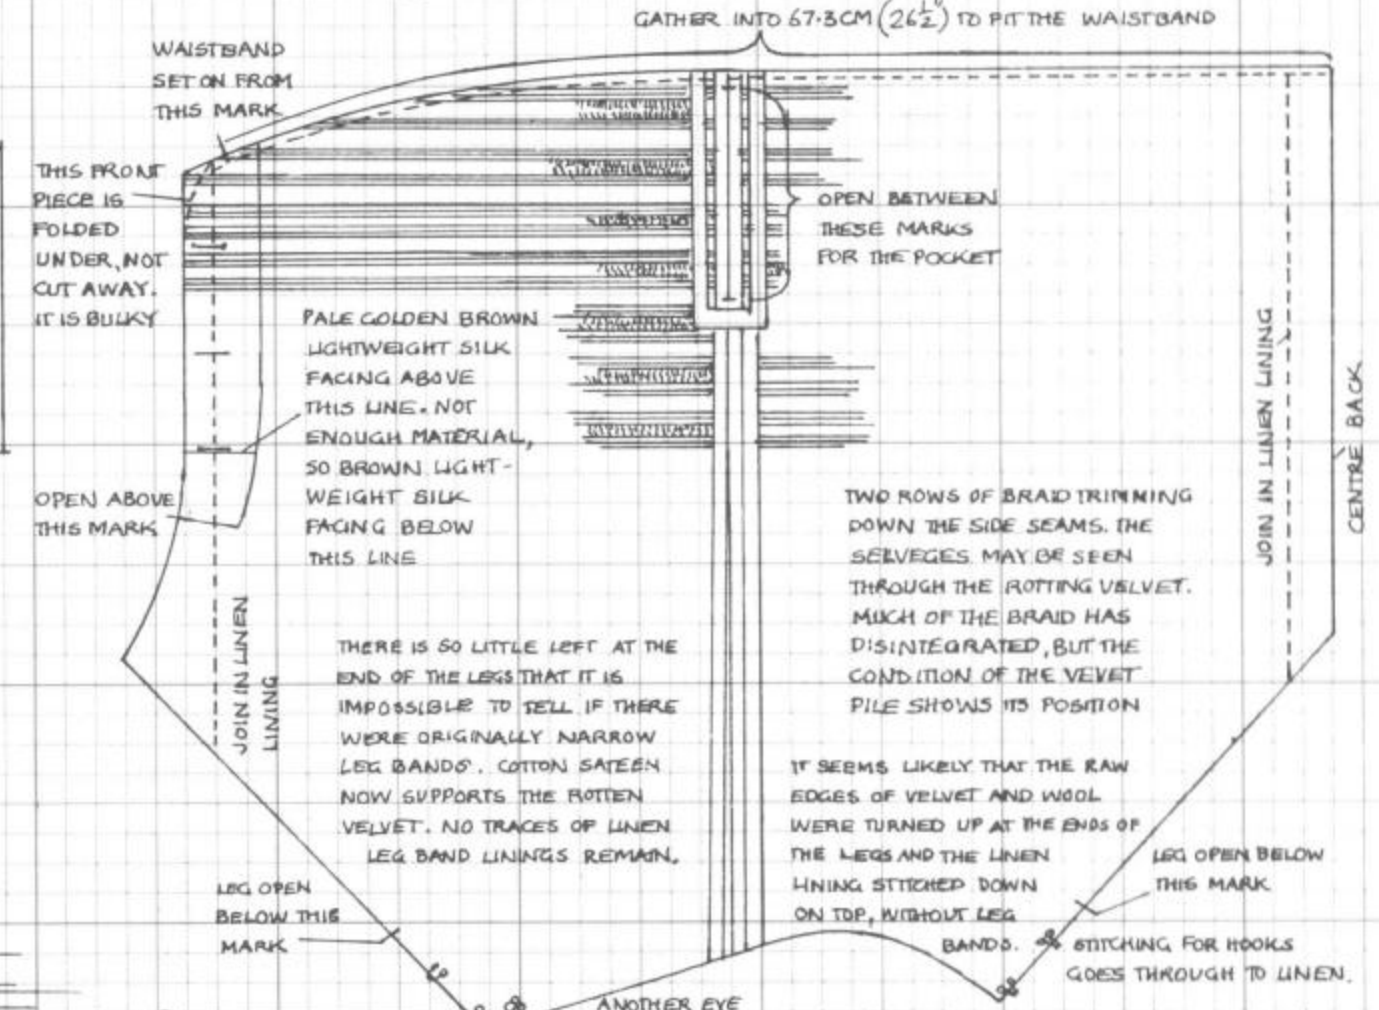 GATHER INTO 67·3CM (26½") TO FIT THE WAISTBAND
WAISTBAND
SET ON FROM
THIS MARK
THIS FRONT
PIECE IS
FOLDED
UNDER, NOT
CUT AWAY.
IT IS BULKY
OPEN BETWEEN
THESE MARKS
FOR THE POCKET
PALE GOLDEN BROWN
LIGHTWEIGHT SILK
FACING ABOVE
THIS LINE. NOT
ENOUGH MATERIAL,
SO BROWN LIGHT-
WEIGHT SILK
FACING BELOW
THIS LINE
OPEN ABOVE
THIS MARK
JOIN IN LINEN LINING
CENTRE BACK
TWO ROWS OF BRAID TRIMMING
DOWN THE SIDE SEAMS. THE
SELVEGES MAY BE SEEN
THROUGH THE ROTTING VELVET.
MUCH OF THE BRAID HAS
DISINTEGRATED, BUT THE
CONDITION OF THE VEVET
PILE SHOWS ITS POSITION
JOIN IN LINEN
LINING
THERE IS SO LITTLE LEFT AT THE
END OF THE LEGS THAT IT IS
IMPOSSIBLE TO TELL IF THERE
WERE ORIGINALLY NARROW
LEG BANDS. COTTON SATEEN
NOW SUPPORTS THE ROTTEN
VELVET. NO TRACES OF LINEN
LEG BAND LININGS REMAIN.
IT SEEMS LIKELY THAT THE RAW
EDGES OF VELVET AND WOOL
WERE TURNED UP AT THE ENDS OF
THE LEGS AND THE LINEN
LINING STITCHED DOWN
ON TOP, WITHOUT LEG
BANDS.
LEG OPEN
BELOW THIS
MARK
LEG OPEN BELOW
THIS MARK
STITCHING FOR HOOKS
GOES THROUGH TO LINEN.
ANOTHER EYE